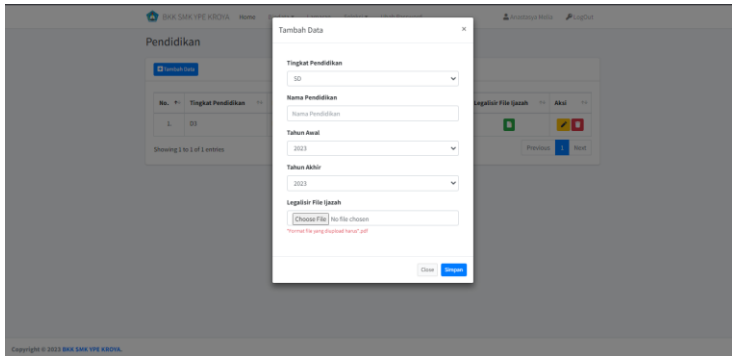 BKK SMK YPE KROYA Home
Anastasya Mella LogOut
Tambah Data ×
Pendidikan
Tambah Data
Tingkat Pendidikan
SD
Nama Pendidikan
Nama Pendidikan
Tahun Awal
2023
Tahun Akhir
2023
Legalisir File Ijazah
Choose File No file chosen
*Format file yang diupload harus*.pdf
Close Simpan
No. Tingkat Pendidikan Legalisir File Ijazah Aksi
1. D3
Showing 1 to 1 of 1 entries Previous 1 Next
Copyright © 2023 BKK SMK YPE KROYA.